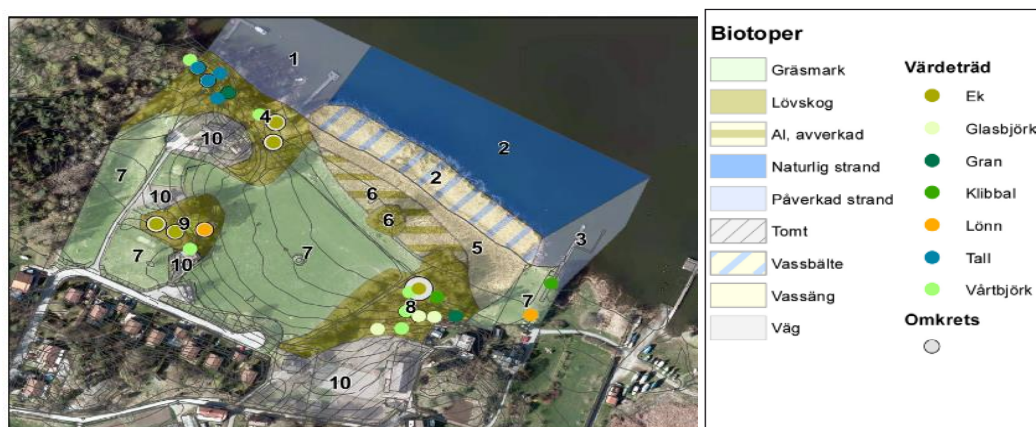 1
2
4
10
2
7
10
6
6
9
3
7
7
5
10
7
8
10
Biotoper
Gräsmark
Lövskog
Al, avverkad
Naturlig strand
Påverkad strand
Tomt
Vassbälte
Vassäng
Väg
Värdeträd
Ek
Glasbjörk
Gran
Klibbal
Lönn
Tall
Vårtbjörk
Omkrets